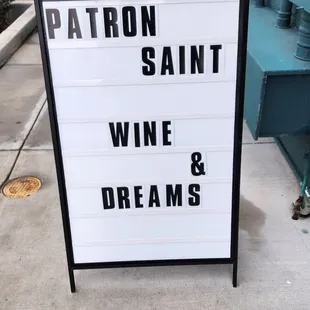 PATRON
SAINT
WINE
&
DREAMS